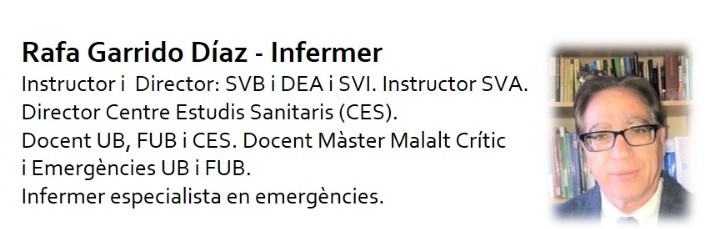 Rafa Garrido Díaz - Infermer
Instructor i Director: SVB i DEA i SVI. Instructor SVA.
Director Centre Estudis Sanitaris (CES).
Docent UB, FUB i CES. Docent Màster Malalt Crític
i Emergències UB i FUB.
Infermer especialista en emergències.